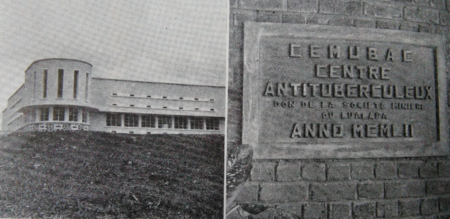 CEMUBAC
CENTRE
ANTITUBERCULEUX
DON DE LA SOCIETE MINIERE
DU LUALABA
ANNO MCMLII